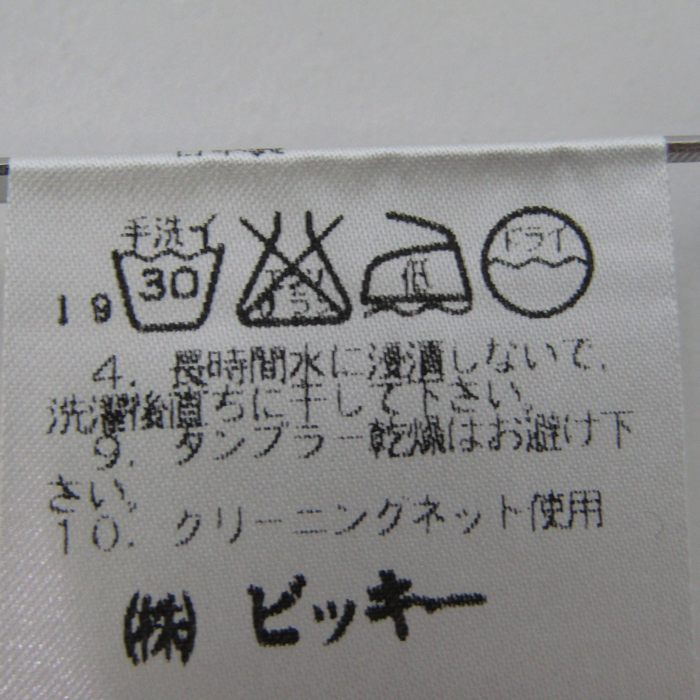 手洗イ
30
低
ドライ
19
4. 長時間水に浸漬しないで、
洗濯後直ちに干して下さい。
9. タンブラー乾燥はお避け下
さい。
10. クリーニングネット使用
(株) ビッキー